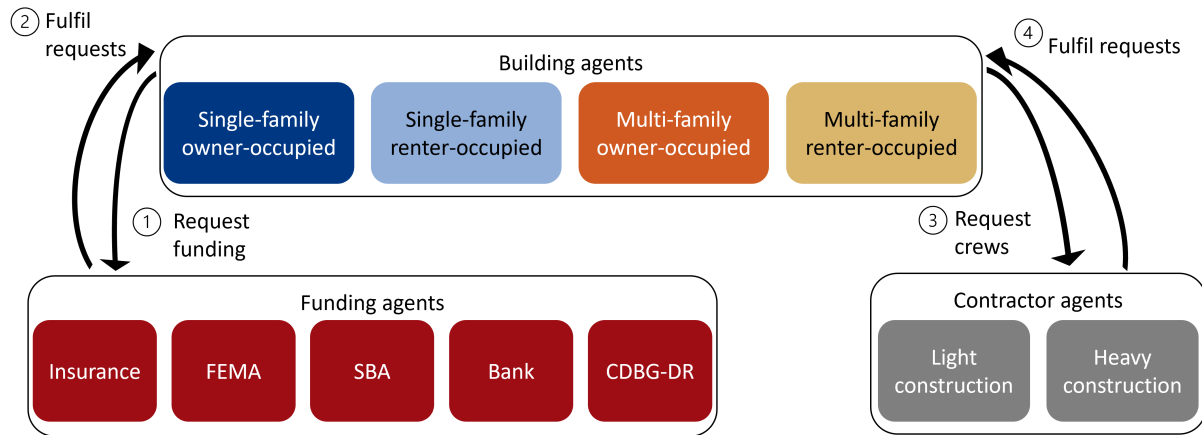 2 Fulfil
requests
Building agents
Single-family
owner-occupied
Single-family
renter-occupied
Multi-family
owner-occupied
Multi-family
renter-occupied
4 Fulfil requests
1 Request
funding
3 Request
crews
Funding agents
Insurance
FEMA
SBA
Bank
CDBG-DR
Contractor agents
Light
construction
Heavy
construction